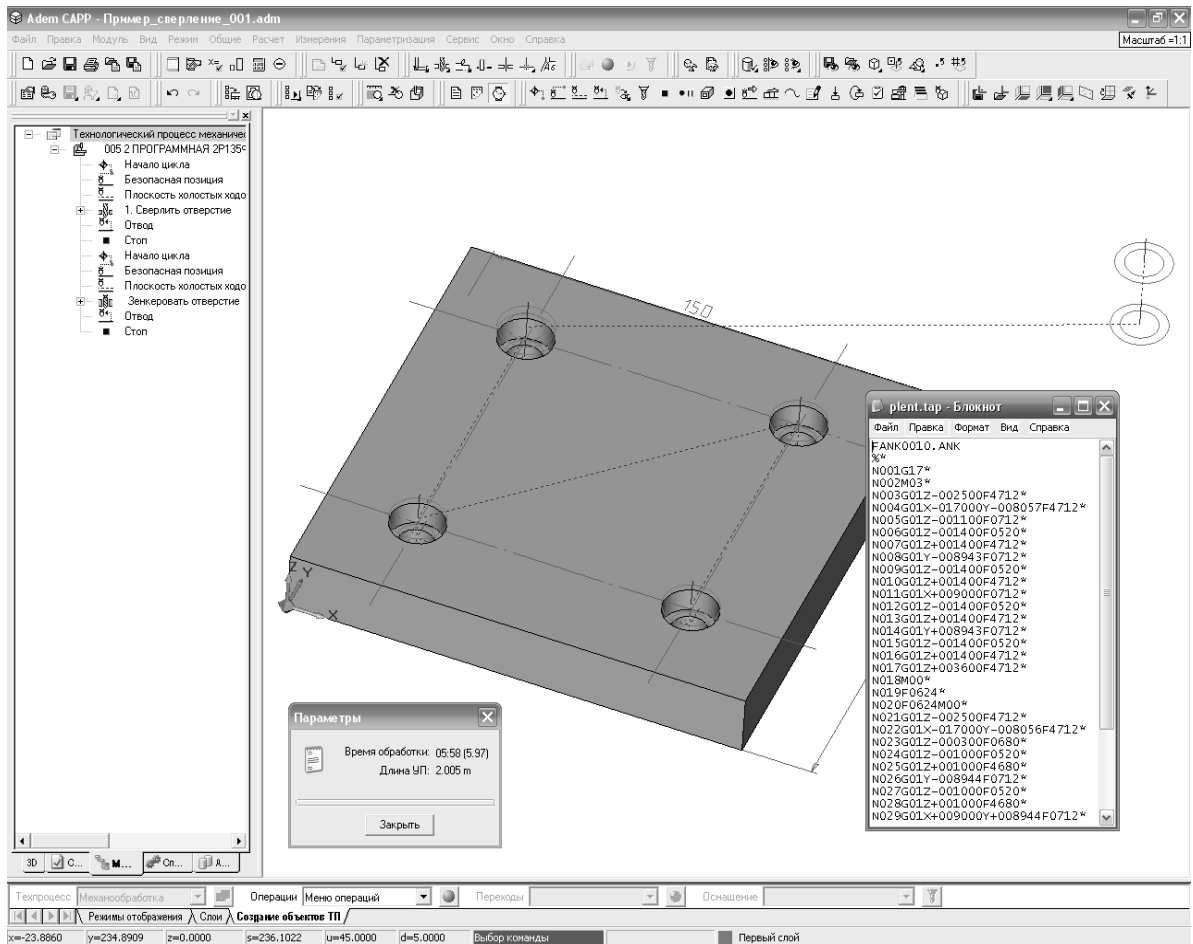 Adem CAPP - Пример_сверление_001.adm
Файл Правка Модуль Вид Режим Общие Расчет Измерения Параметризация Сервис Окно Справка
Масштаб =1:1
Технологический процесс механичес
005 2 ПРОГРАММНАЯ 2Р135
Начало цикла
Безопасная позиция
Плоскость холостых ходо
1. Сверлить отверстие
Отвод
Стоп
Начало цикла
Безопасная позиция
Плоскость холостых ходо
Зенкеровать отверстие
Отвод
Стоп
150
Z
Y
X
plent.tap - Блокнот
Файл Правка Формат Вид Справка
FANK0010.ANK
%*
N001G17*
N002M03*
N003G01Z-002500F4712*
N004G01X-017000Y-008057F4712*
N005G01Z-001100F0712*
N006G01Z-001400F0520*
N007G01Z+001400F4712*
N008G01Y-008943F0712*
N009G01Z-001400F0520*
N010G01Z+001400F4712*
N011G01X+009000F0712*
N012G01Z-001400F0520*
N013G01Z+001400F4712*
N014G01Y+008943F0712*
N015G01Z-001400F0520*
N016G01Z+001400F4712*
N017G01Z+003600F4712*
N018M00*
N019F0624*
N020F0624M00*
N021G01Z-002500F4712*
N022G01X-017000Y-008056F4712*
N023G01Z-000300F0680*
N024G01Z-001000F0520*
N025G01Z+001000F4680*
N026G01Y-008944F0712*
N027G01Z-001000F0520*
N028G01Z+001000F4680*
N029G01X+009000Y+008944F0712*
Параметры
Время обработки: 05:58 (5.97)
Длина УП: 2.005 m
Закрыть
3D С... М... Сп... А...
Техпроцесс Механообработка Операции Меню операций Переходы Оснащение
Режимы отображения Слои Создание объектов ТП
x=-23.8860 y=234.8909 z=0.0000 s=236.1022 u=45.0000 d=5.0000 Выбор команды Первый слой